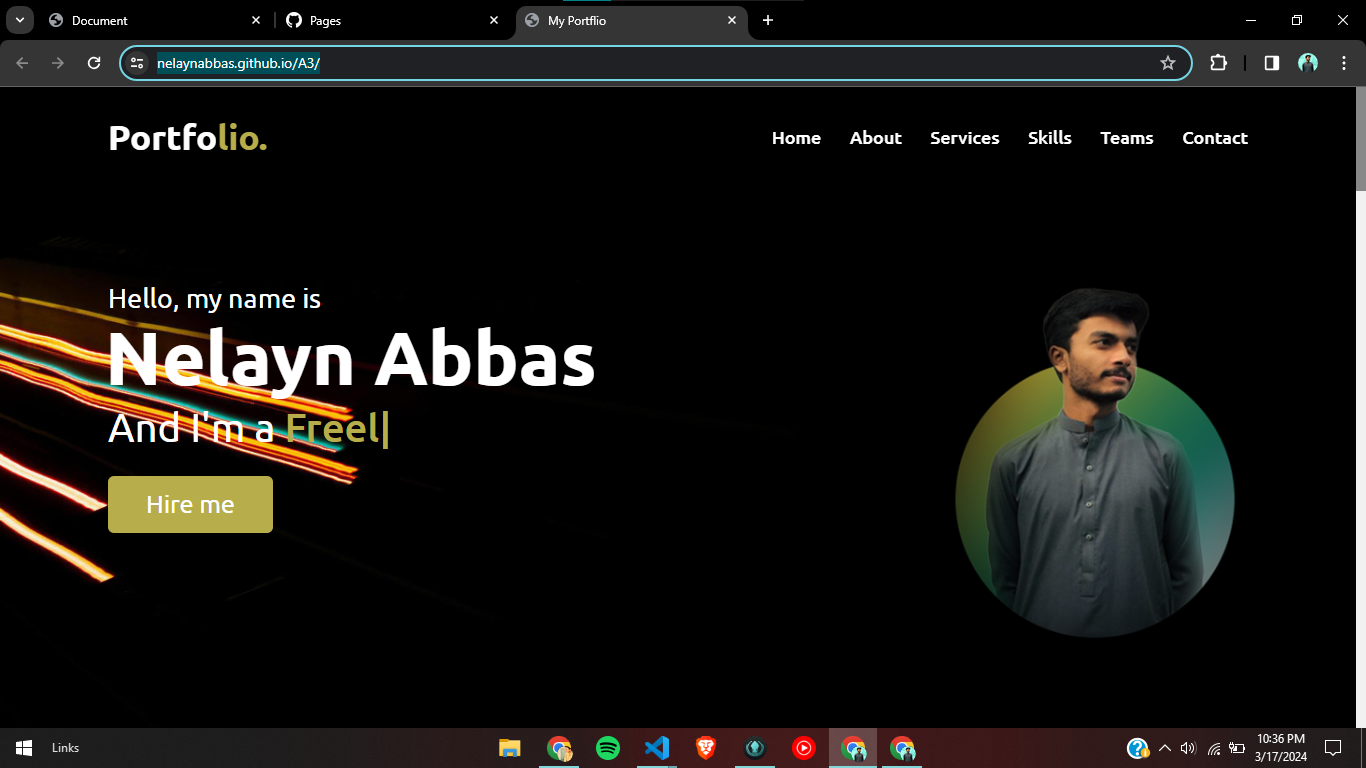 Document
Pages
My Portflio
nelaynabbas.github.io/A3/
Portfolio.
Home About Services Skills Teams Contact
Hello, my name is
Nelayn Abbas
And I'm a Freel|
Hire me
Links
10:36 PM
3/17/2024